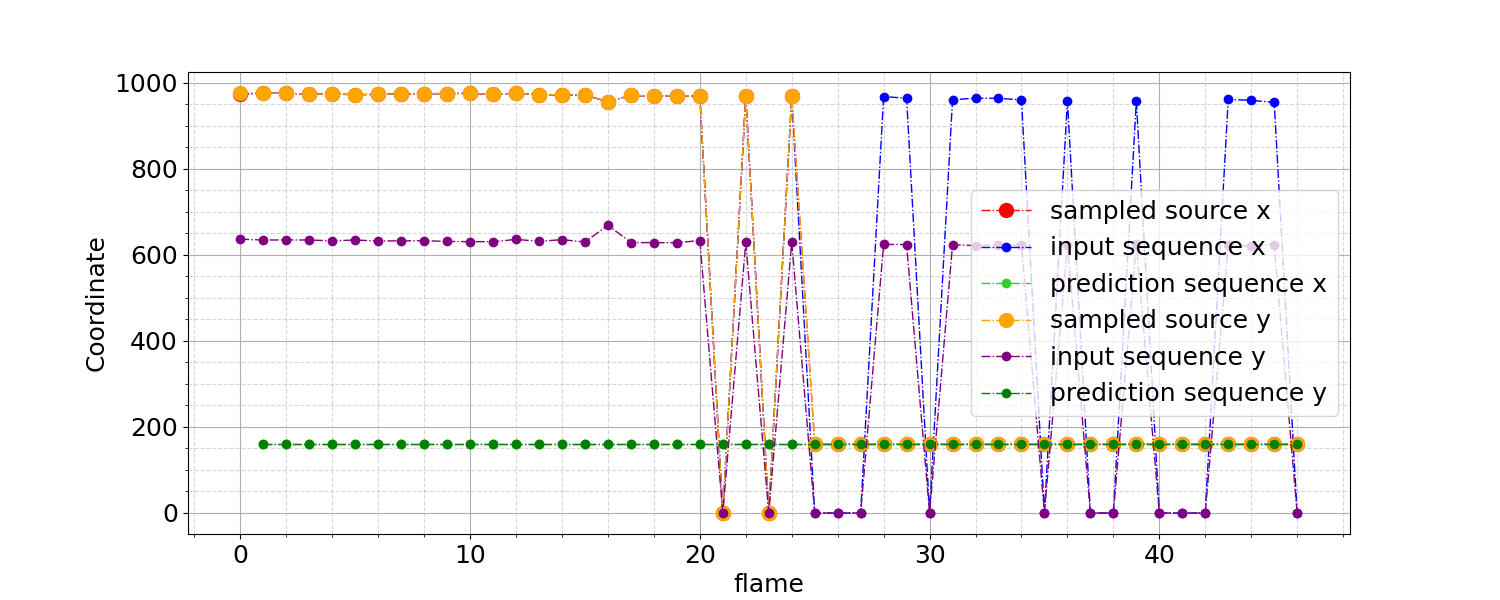 1000
800
600
400
200
0
Coordinate
sampled source x
input sequence x
prediction sequence x
sampled source y
input sequence y
prediction sequence y
0 10 20 30 40
flame